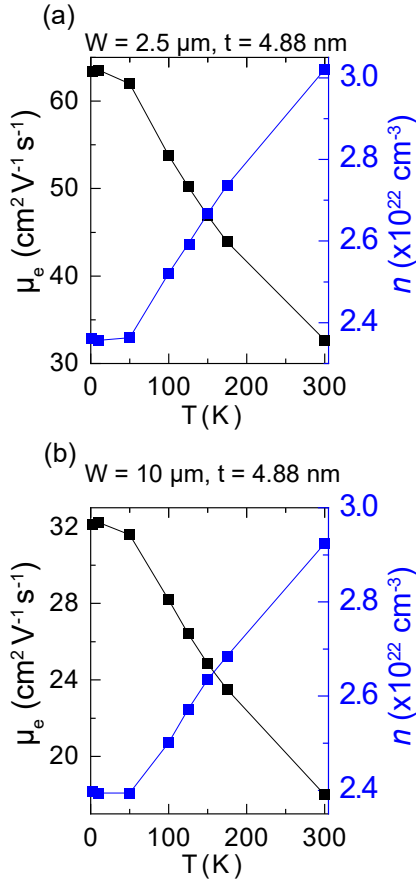 (a)
W = 2.5 µm, t = 4.88 nm
60
50
40
30
µe (cm² V⁻¹ s⁻¹)
3.0
2.8
2.6
2.4
n (x10²² cm⁻³)
0 100 200 300
T (K)
(b)
W = 10 µm, t = 4.88 nm
32
28
24
18
µe (cm² V⁻¹ s⁻¹)
3.0
2.8
2.6
2.4
n (x10²² cm⁻³)
0 100 200 300
T (K)